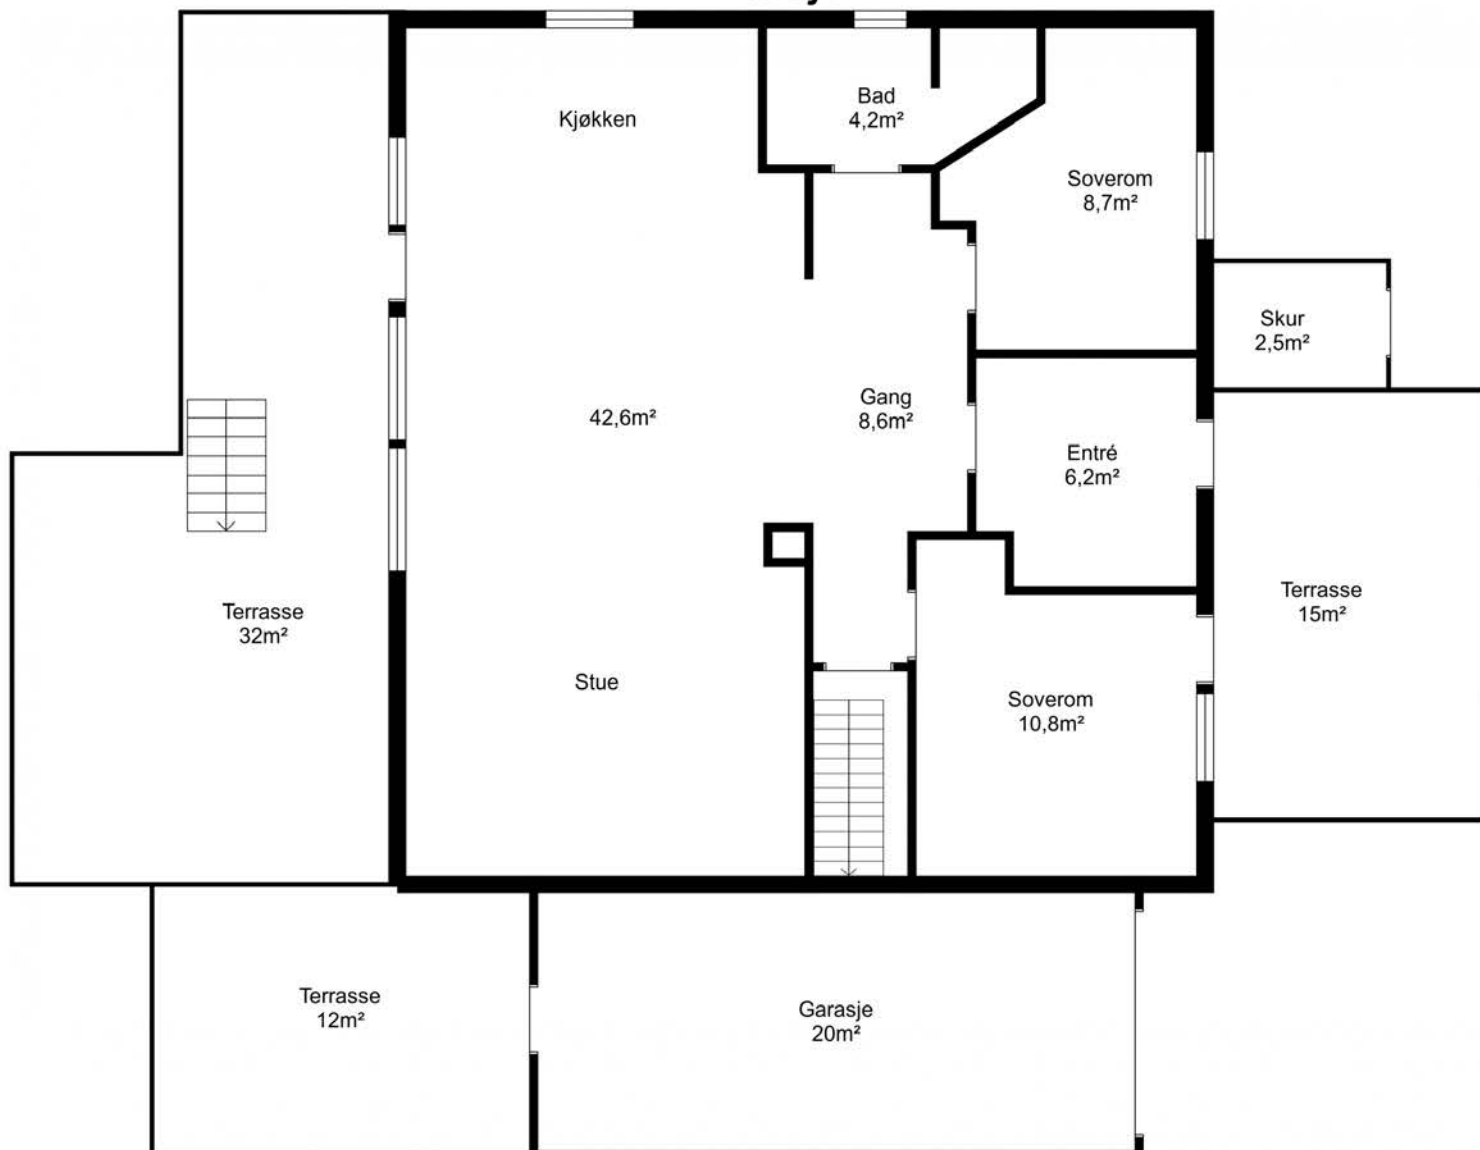 Kjøkken
Bad
4,2m²
Soverom
8,7m²
Skur
2,5m²
42,6m²
Gang
8,6m²
Entré
6,2m²
Terrasse
32m²
Terrasse
15m²
Stue
Soverom
10,8m²
Terrasse
12m²
Garasje
20m²